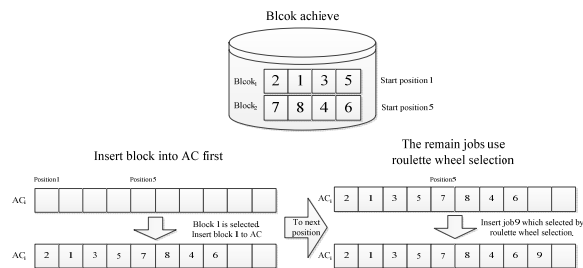 Blcok achieve
Blcok1 2 1 3 5 Start position 1
Block2 7 8 4 6 Start position 5
Insert block into AC first
The remain jobs use
roulette wheel selection
Position1 Position5
Position5
AC1
AC1 2 1 3 5 7 8 4 6
Block 1 is selected.
Insert block 1 to AC
To next
position
Insert job 9 which selected by
roulette wheel selection.
AC1 2 1 3 5 7 8 4 6
AC1 2 1 3 5 7 8 4 6 9